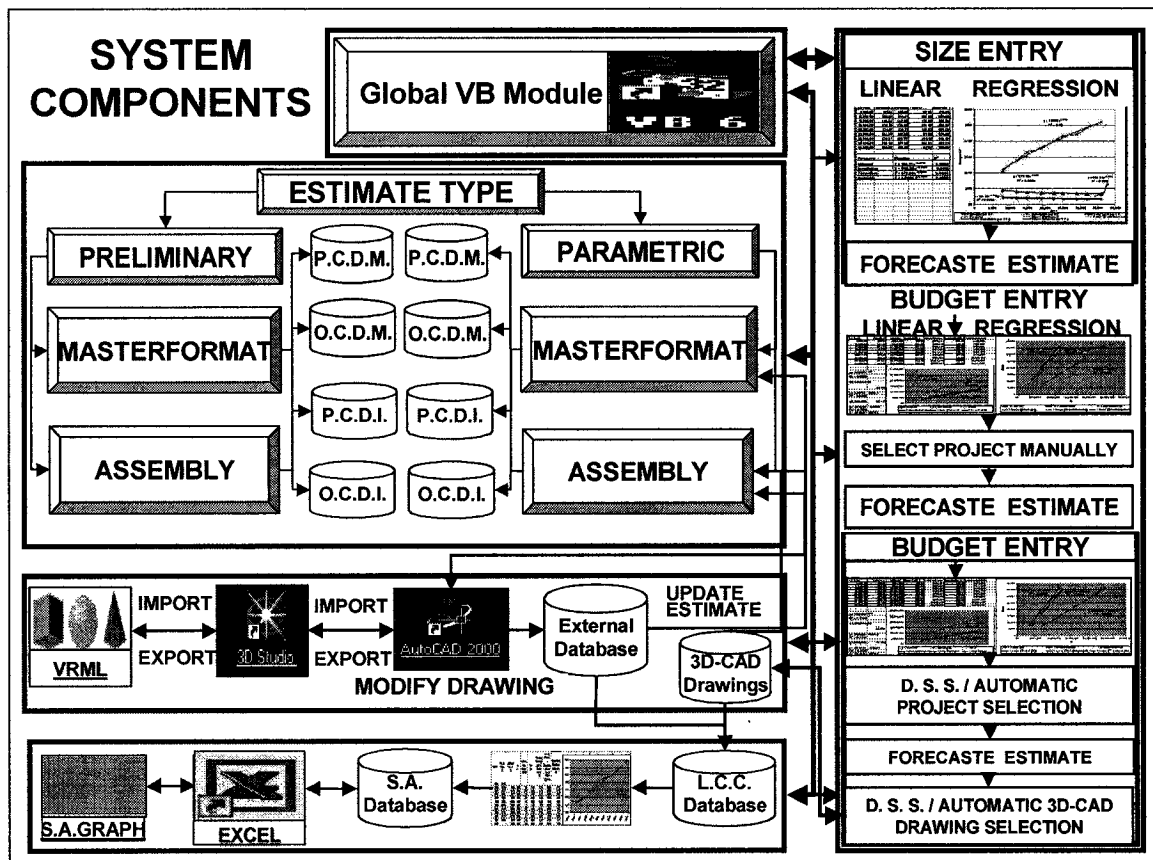 SYSTEM
COMPONENTS
Global VB Module
VB 6
ESTIMATE TYPE
PRELIMINARY
P.C.D.M.
P.C.D.M.
PARAMETRIC
MASTERFORMAT
O.C.D.M.
O.C.D.M.
MASTERFORMAT
P.C.D.I.
P.C.D.I.
ASSEMBLY
O.C.D.I.
O.C.D.I.
ASSEMBLY
VRML
IMPORT
EXPORT
3D Studio
IMPORT
EXPORT
AutoCAD 2000
MODIFY DRAWING
External
Database
UPDATE
ESTIMATE
3D-CAD
Drawings
S.A.GRAPH
EXCEL
S.A.
Database
L.C.C.
Database
SIZE ENTRY
LINEAR REGRESSION
FORECASTE ESTIMATE
BUDGET ENTRY
LINEAR REGRESSION
SELECT PROJECT MANUALLY
FORECASTE ESTIMATE
BUDGET ENTRY
D. S. S. / AUTOMATIC
PROJECT SELECTION
FORECASTE ESTIMATE
D. S. S. / AUTOMATIC 3D-CAD
DRAWING SELECTION